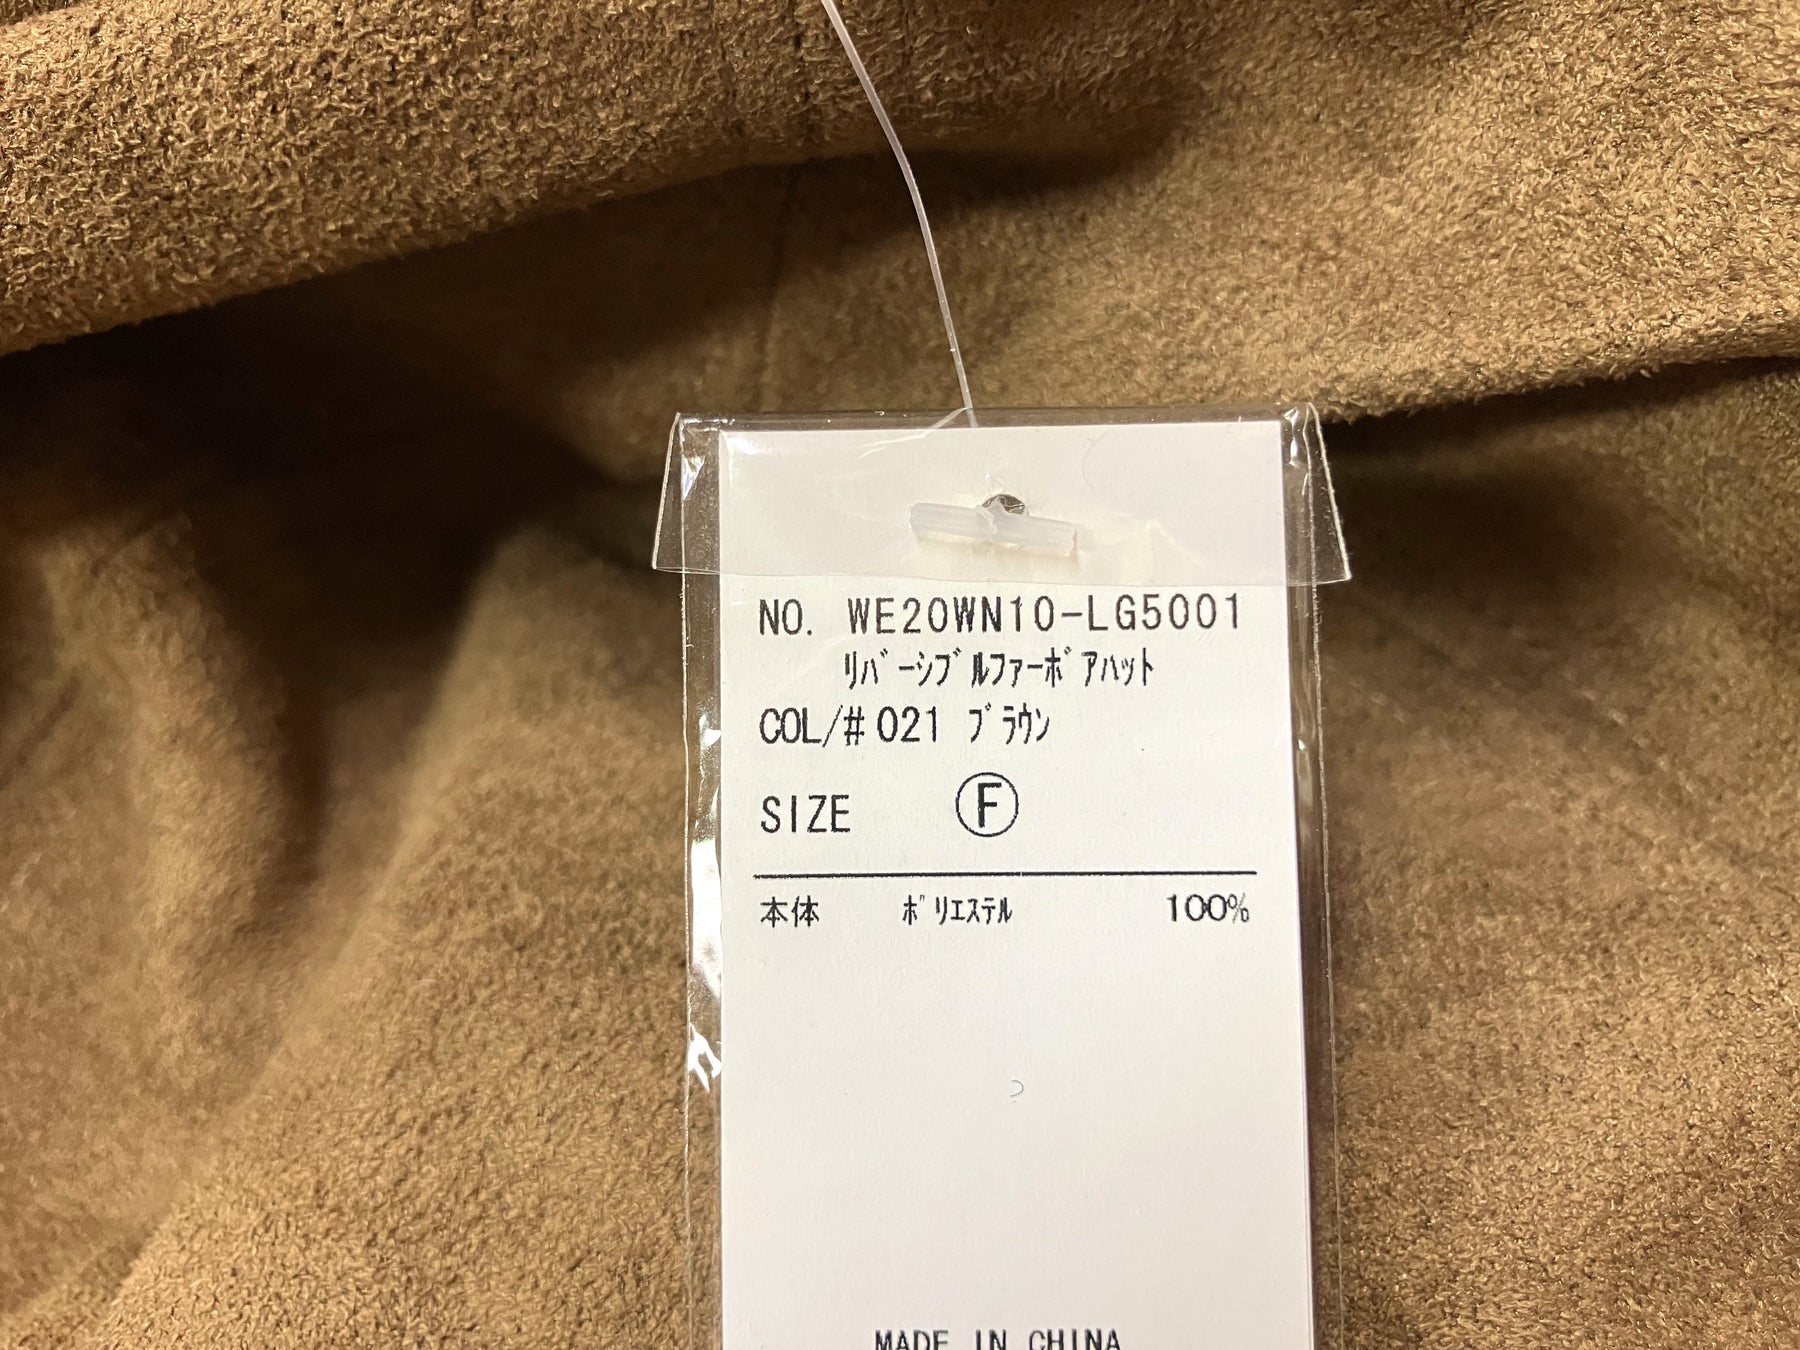 NO. WE20WN10-LG5001
ﾘﾊﾞｰｼﾌﾞﾙﾌｧｰﾎﾞｱﾊｯﾄ
COL/# 021 ﾌﾞﾗｳﾝ
SIZE Ⓕ
本体 ﾎﾟﾘｴｽﾃﾙ 100%
MADE IN CHINA